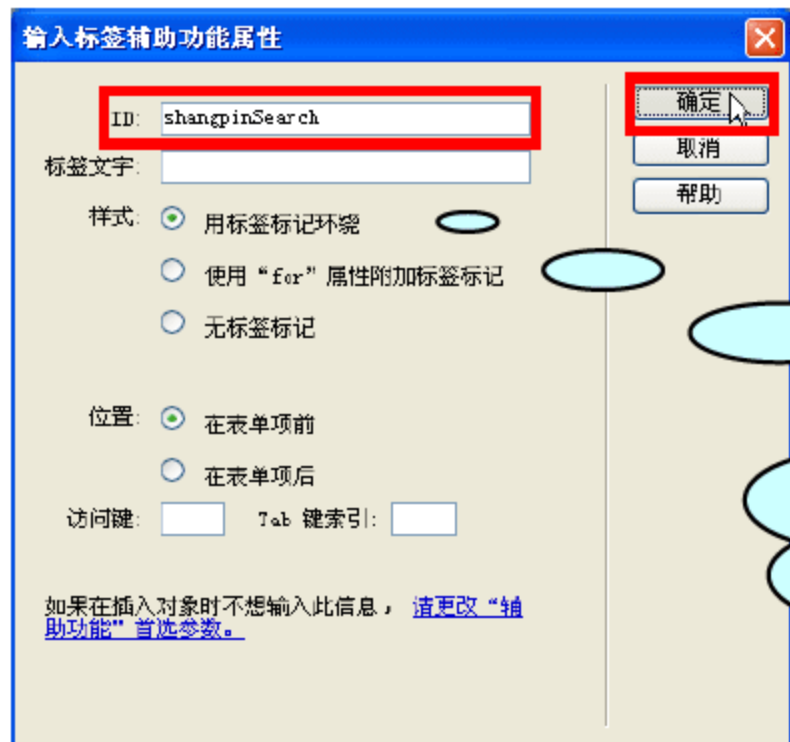 输入标签辅助功能属性
ID: shangpinSearch
确定
取消
标签文字:
帮助
样式: 用标签标记环绕
使用“for”属性附加标签标记
无标签标记
位置: 在表单项前
在表单项后
访问键: Tab 键索引:
如果在插入对象时不想输入此信息，请更改“辅
助功能”首选参数。